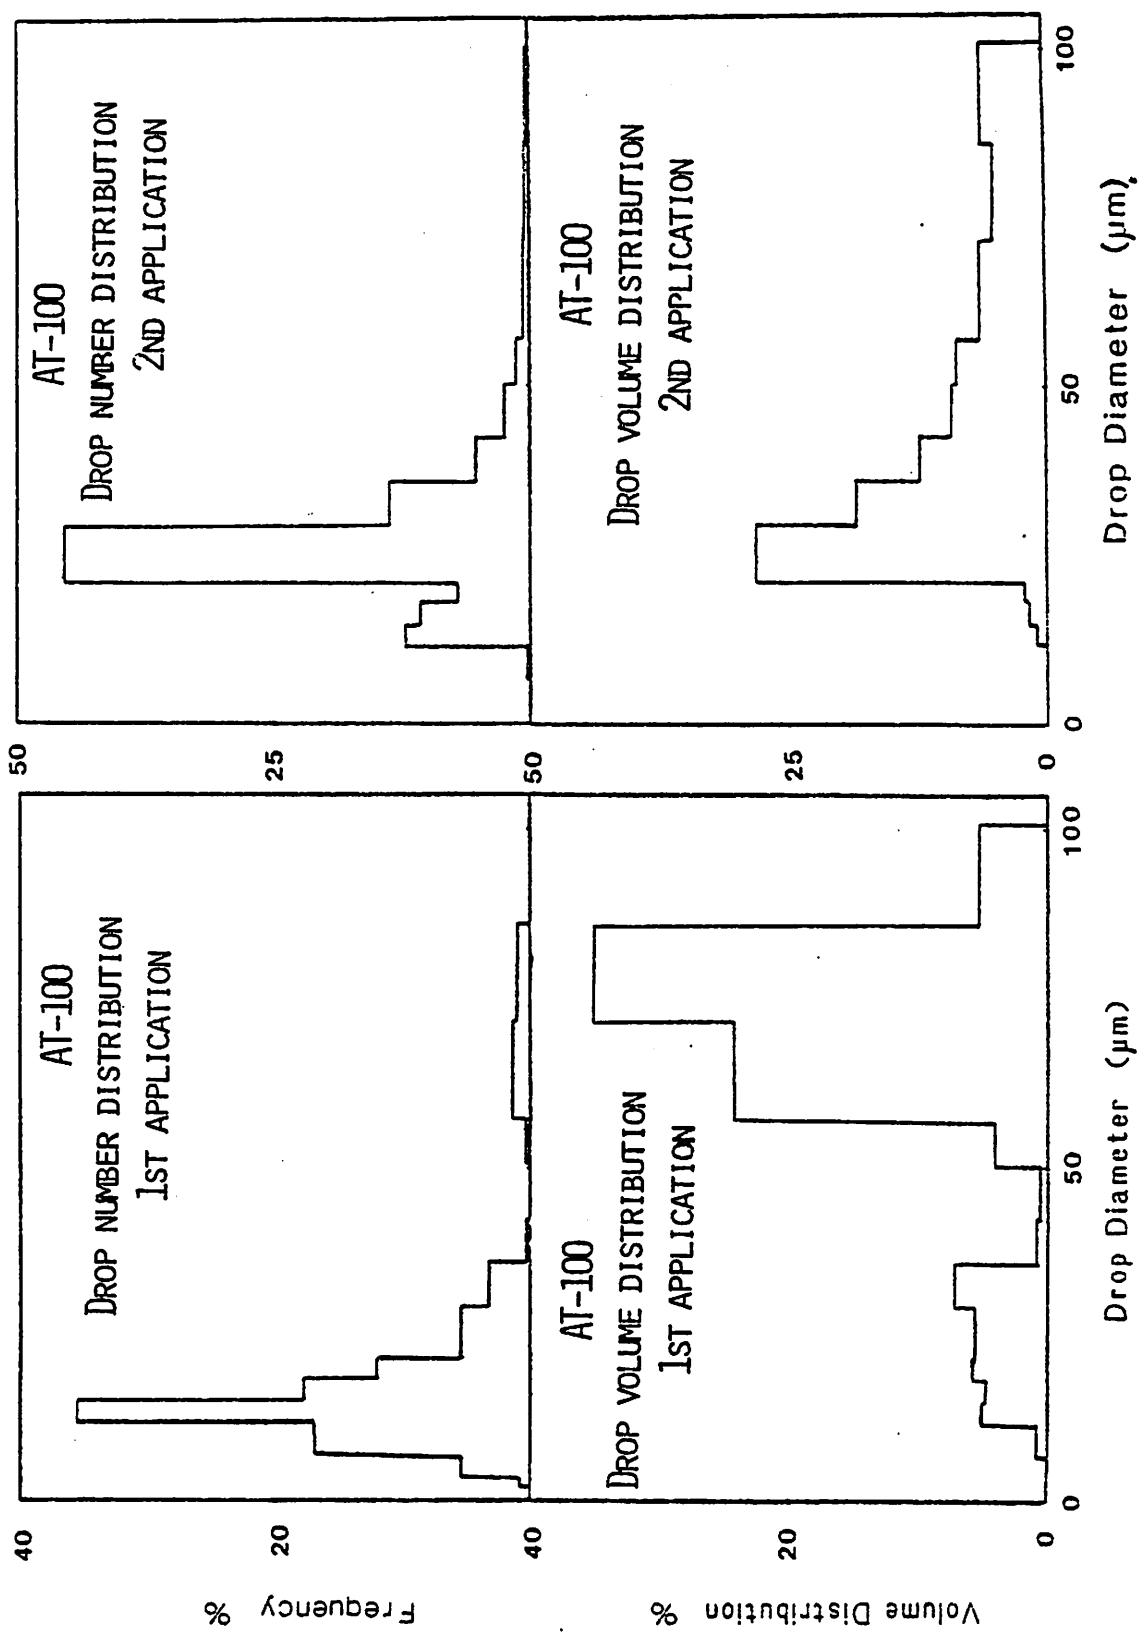 AT-100
DROP NUMBER DISTRIBUTION
1ST APPLICATION
40
20
Frequency %
AT-100
DROP VOLUME DISTRIBUTION
1ST APPLICATION
40
20
0
Volume Distribution %
0
50
100
Drop Diameter (µm)
AT-100
DROP NUMBER DISTRIBUTION
2ND APPLICATION
50
25
AT-100
DROP VOLUME DISTRIBUTION
2ND APPLICATION
50
25
0
0
50
100
Drop Diameter (µm)